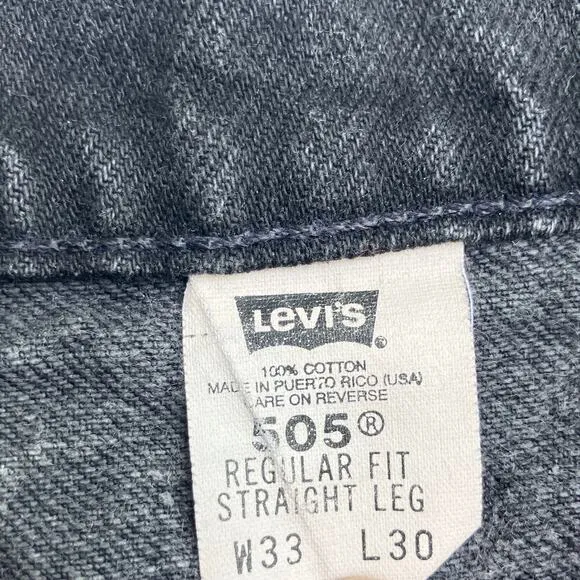 Levi's®
100% COTTON
MADE IN PUERTO RICO (USA)
CARE ON REVERSE
505®
REGULAR FIT
STRAIGHT LEG
W33 L30